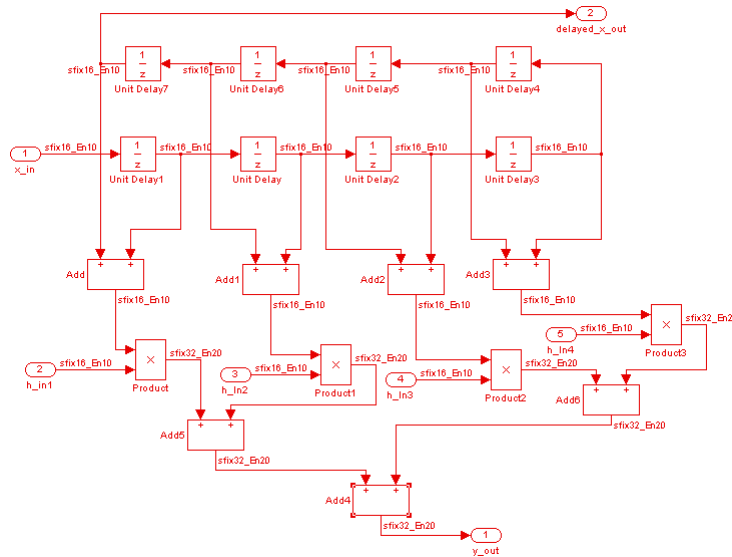 2
delayed_x_out
1
z
1
z
1
z
1
z
sfix16_En10
sfix16_En10
sfix16_En10
sfix16_En10
Unit Delay7
Unit Delay6
Unit Delay5
Unit Delay4
1
x_in
sfix16_En10
1
z
sfix16_En10
1
z
sfix16_En10
1
z
sfix16_En10
1
z
sfix16_En10
Unit Delay1
Unit Delay
Unit Delay2
Unit Delay3
Add
+ +
Add1
+ +
Add2
+ +
Add3
+ +
sfix16_En10
sfix16_En10
sfix16_En10
sfix16_En10
5
h_In4
sfix16_En10
×
sfix32_En2
Product3
2
h_in1
sfix16_En10
×
sfix32_En20
Product
3
h_In2
sfix16_En10
×
sfix32_En20
Product1
4
h_In3
sfix16_En10
×
sfix32_En20
Product2
Add6
+ +
sfix32_En20
Add5
+ +
sfix32_En20
Add4
+ +
sfix32_En20
1
y_out